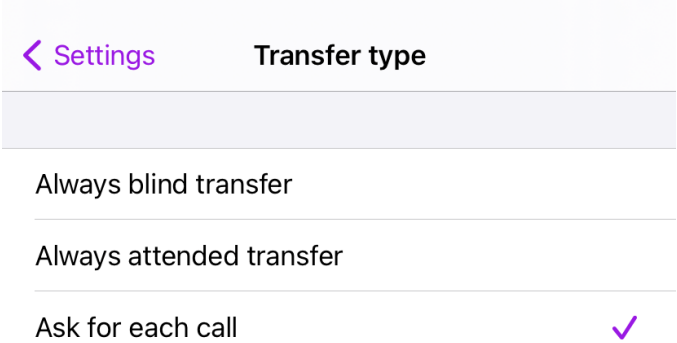 Settings Transfer type
Always blind transfer
Always attended transfer
Ask for each call